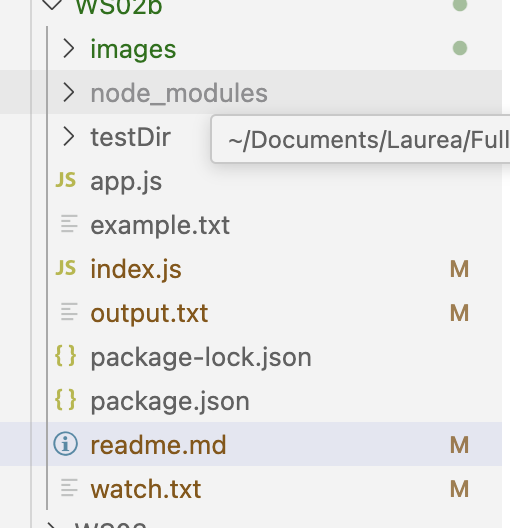 WS02b
images
node_modules
testDir
~/Documents/Laurea/Full
JS app.js
example.txt
JS index.js M
output.txt M
{} package-lock.json
{} package.json
readme.md M
watch.txt M